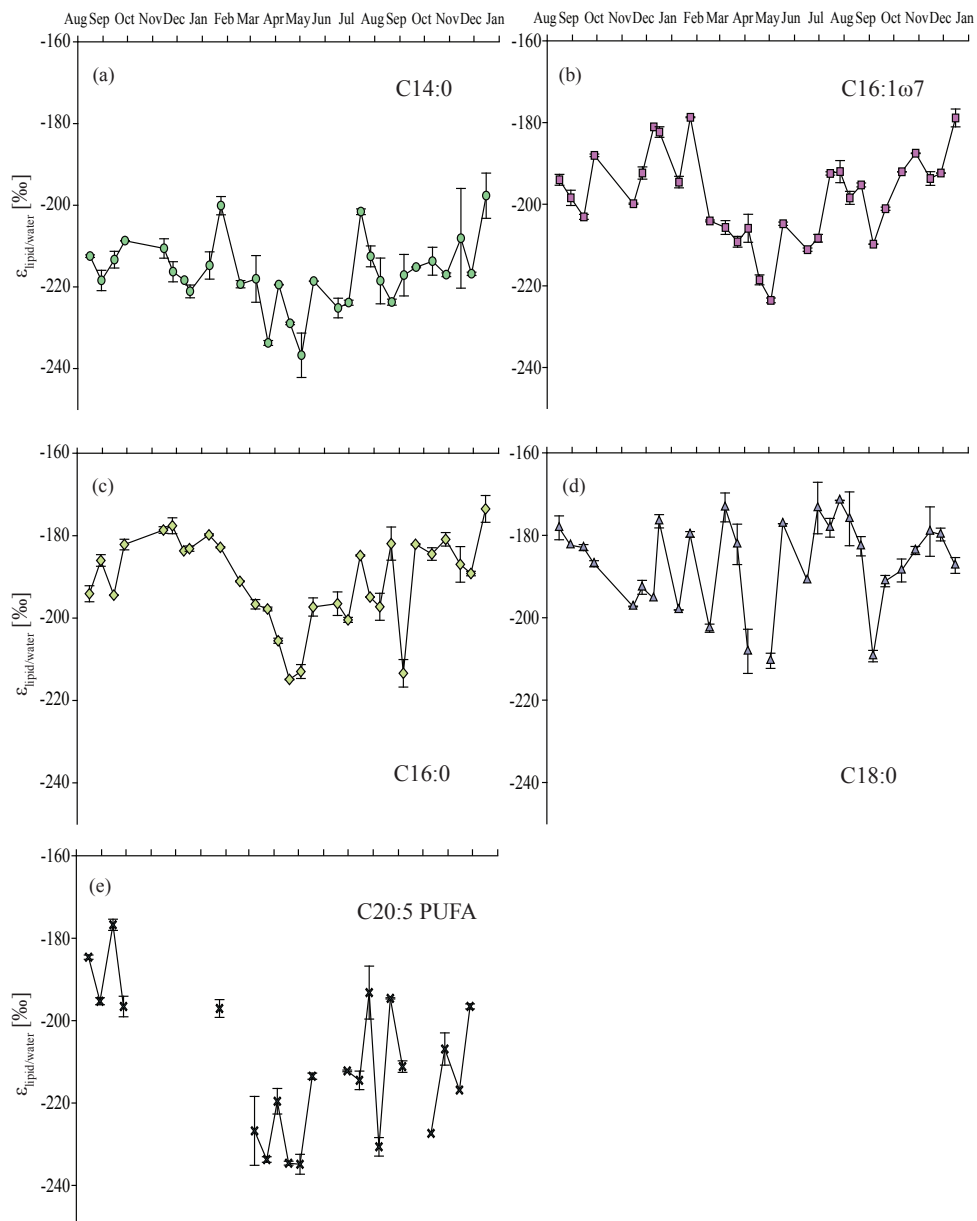 Aug Sep Oct Nov Dec Jan Feb Mar Apr May Jun Jul Aug Sep Oct Nov Dec Jan
Aug Sep Oct Nov Dec Jan Feb Mar Apr May Jun Jul Aug Sep Oct Nov Dec Jan
-160
-180
-200
-220
-240
εlipid/water [‰]
(a)
C14:0
-160
-180
-200
-220
-240
(b)
C16:1ω7
-160
-180
-200
-220
-240
εlipid/water [‰]
(c)
C16:0
-160
-180
-200
-220
-240
(d)
C18:0
-160
-180
-200
-220
-240
εlipid/water [‰]
(e)
C20:5 PUFA